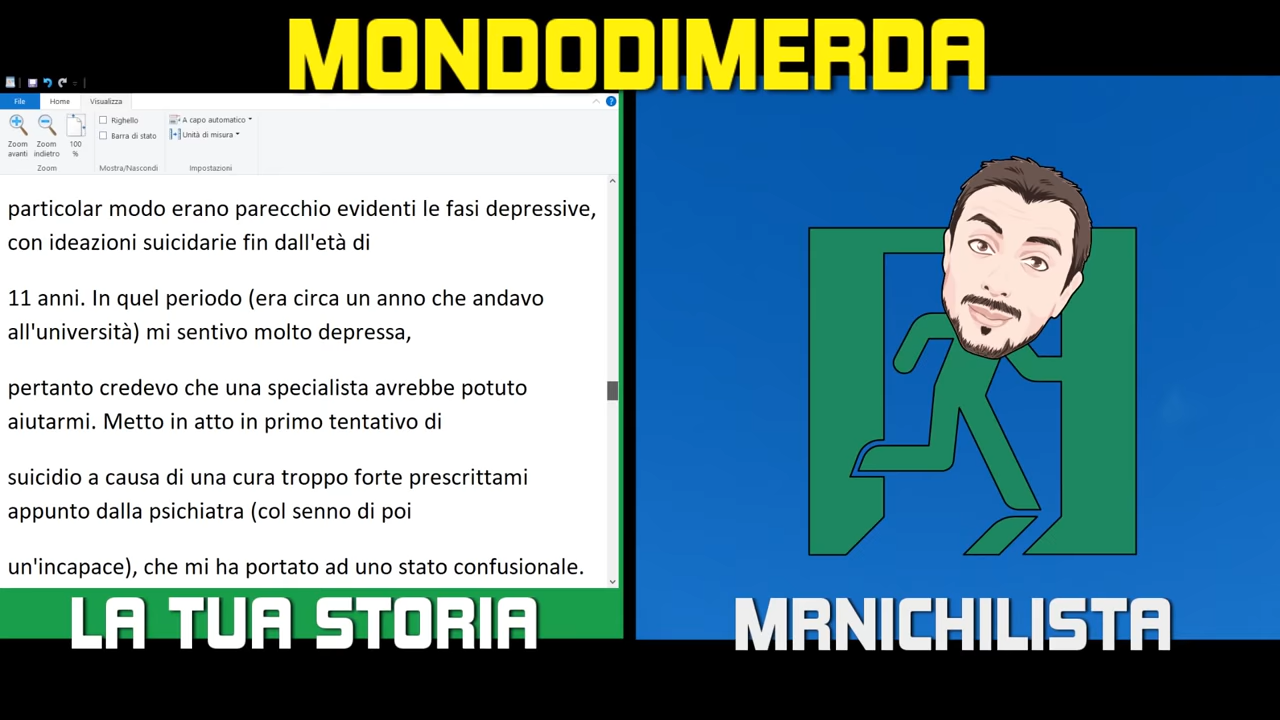 MONDODIMERDA
File Home Visualizza
Zoom avanti
Zoom indietro
100 %
Righello
Barra di stato
A capo automatico
Unità di misura
Zoom
Mostra/Nascondi
Impostazioni
particolar modo erano parecchio evidenti le fasi depressive,
con ideazioni suicidarie fin dall'età di
11 anni. In quel periodo (era circa un anno che andavo
all'università) mi sentivo molto depressa,
pertanto credevo che una specialista avrebbe potuto
aiutarmi. Metto in atto in primo tentativo di
suicidio a causa di una cura troppo forte prescrittami
appunto dalla psichiatra (col senno di poi
un'incapace), che mi ha portato ad uno stato confusionale.
LA TUA STORIA
MRNICHILISTA